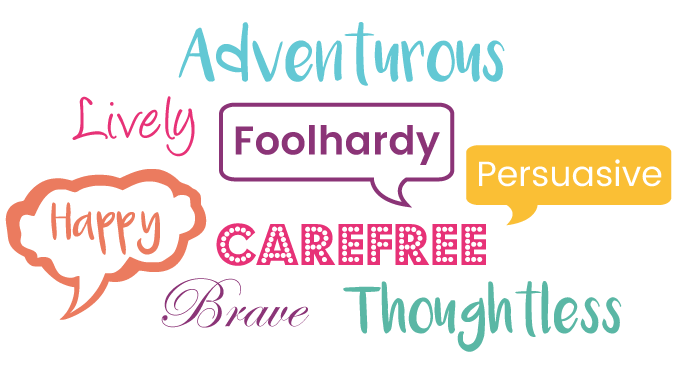 Adventurous
Lively
Foolhardy
Persuasive
Happy
CAREFREE
Brave
Thoughtless